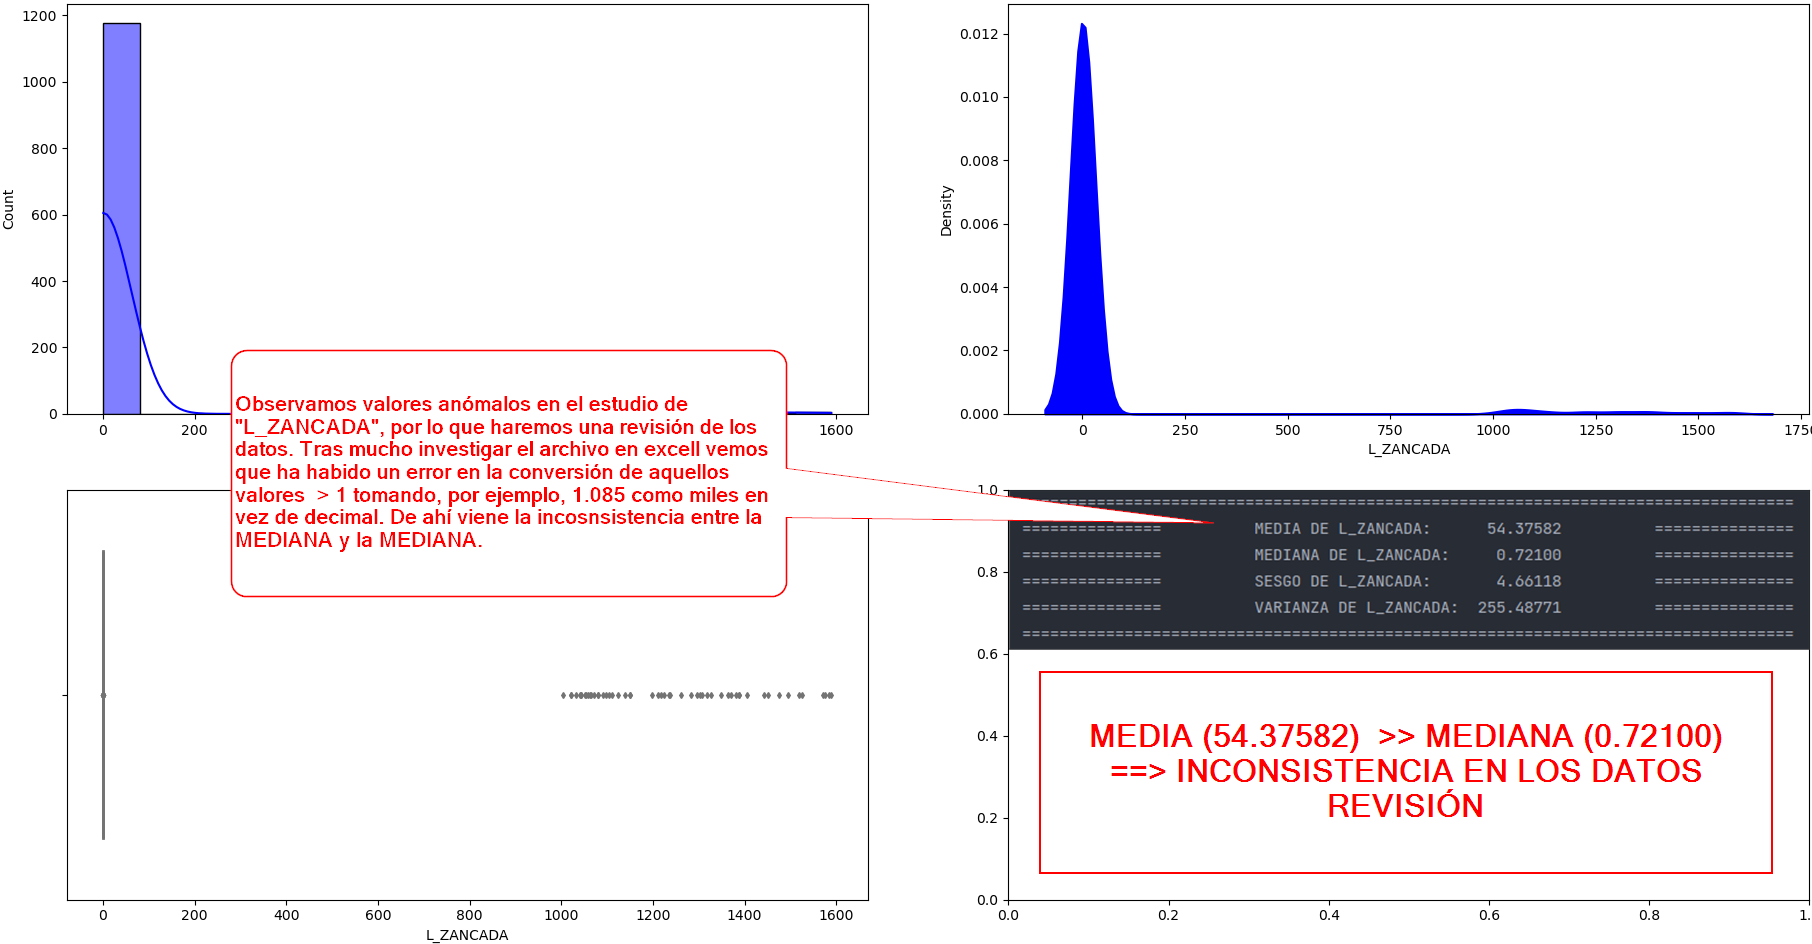 1200
1000
800
600
400
200
0
Count
0
200
1600
0.012
0.010
0.008
0.006
0.004
0.002
0.000
Density
0
250
500
750
1000
1250
1500
1750
L_ZANCADA
Observamos valores anómalos en el estudio de
"L_ZANCADA", por lo que haremos una revisión de los
datos. Tras mucho investigar el archivo en excell vemos
que ha habido un error en la conversión de aquellos
valores > 1 tomando, por ejemplo, 1.085 como miles en
vez de decimal. De ahí viene la incosnsistencia entre la
MEDIANA y la MEDIANA.
0
200
400
600
800
1000
1200
1400
1600
L_ZANCADA
1.0
0.8
0.6
0.4
0.2
0.0
===================================================================================
=============== MEDIA DE L_ZANCADA: 54.37582 ===============
=============== MEDIANA DE L_ZANCADA: 0.72100 ===============
=============== SESGO DE L_ZANCADA: 4.66118 ===============
=============== VARIANZA DE L_ZANCADA: 255.48771 ===============
===================================================================================
MEDIA (54.37582) >> MEDIANA (0.72100)
==> INCONSISTENCIA EN LOS DATOS
REVISIÓN
0.0
0.2
0.4
0.6
0.8
1.